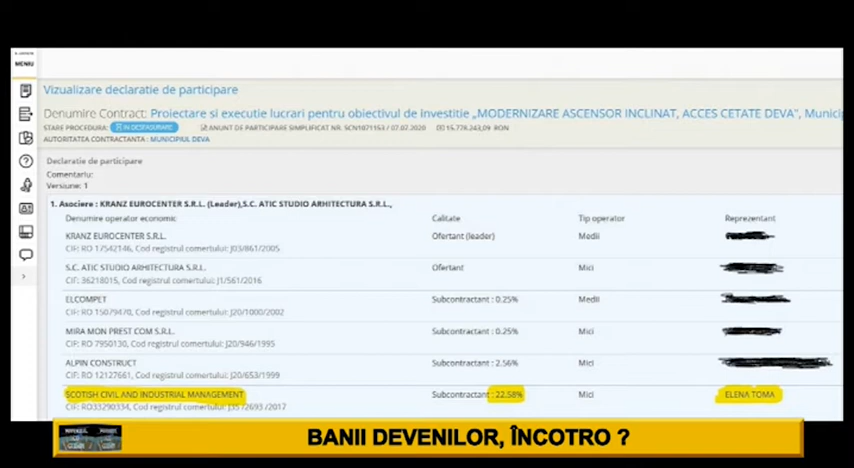 MENIU
Vizualizare declaratie de participare
Denumire Contract: Proiectare si executie lucrari pentru obiectivul de investitie „MODERNIZARE ASCENSOR INCLINAT, ACCES CETATE DEVA", Municip
STARE PROCEDURA: IN DESFASURARE ANUNT DE PARTICIPARE SIMPLIFICAT NR. SCN1071153 / 07.07.2020 15.778.243,09 RON
AUTORITATEA CONTRACTANTA : MUNICIPIUL DEVA
Declaratie de participare
Comentariu:
Versiune: 1
1. Asociere : KRANZ EUROCENTER S.R.L. (Leader),S.C. ATIC STUDIO ARHITECTURA S.R.L.,
Denumire operator economic Calitate Tip operator Reprezentant
KRANZ EUROCENTER S.R.L. Ofertant (leader) Medii
CIF: RO 17542146, Cod registrul comertului: J03/861/2005
S.C. ATIC STUDIO ARHITECTURA S.R.L. Ofertant Mici
CIF: 36218015, Cod registrul comertului: J1/561/2016
ELCOMPET Subcontractant : 0.25% Medii
CIF: RO 15079470, Cod registrul comertului: J20/1000/2002
MIRA MON PREST COM S.R.L. Subcontractant : 0.25% Mici
CIF: RO 7950130, Cod registrul comertului: J20/946/1995
ALPIN CONSTRUCT Subcontractant : 2.56% Mici
CIF: RO 12127661, Cod registrul comertului: J20/653/1999
SCOTISH CIVIL AND INDUSTRIAL MANAGEMENT Subcontractant : 22.58% Mici ELENA TOMA
CIF: RO33290334, Cod registrul comertului: J35/2693 /2017
BANII DEVENILOR, ÎNCOTRO ?